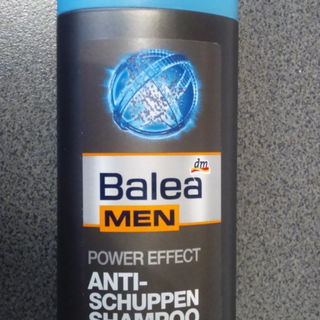 dm
Balea
MEN
POWER EFFECT
ANTI-
SCHUPPEN
SHAMPOO